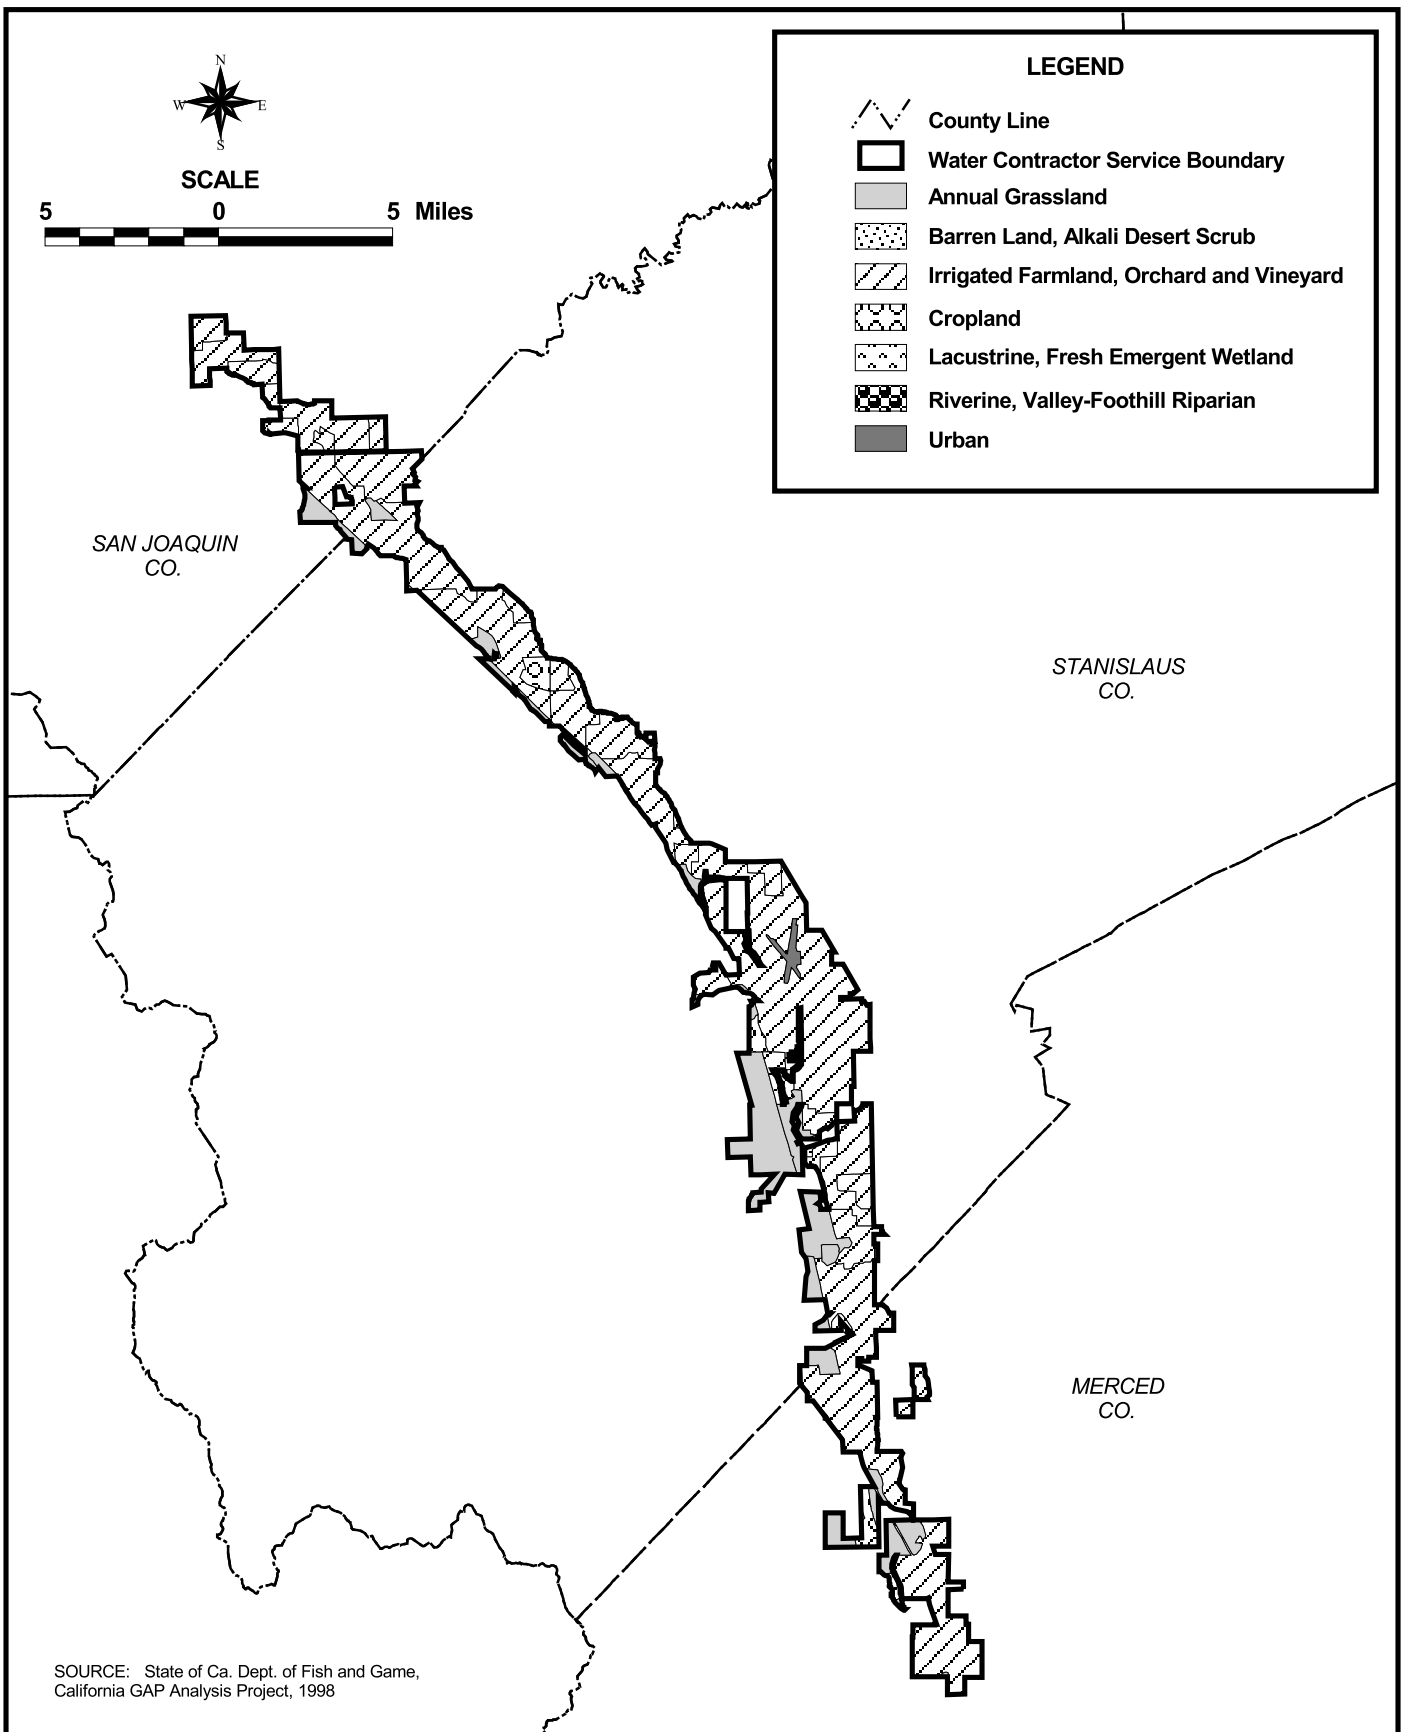 N
W E
S
SCALE
5 0 5 Miles
LEGEND
County Line
Water Contractor Service Boundary
Annual Grassland
Barren Land, Alkali Desert Scrub
Irrigated Farmland, Orchard and Vineyard
Cropland
Lacustrine, Fresh Emergent Wetland
Riverine, Valley-Foothill Riparian
Urban
SAN JOAQUIN
CO.
STANISLAUS
CO.
MERCED
CO.
SOURCE: State of Ca. Dept. of Fish and Game,
California GAP Analysis Project, 1998